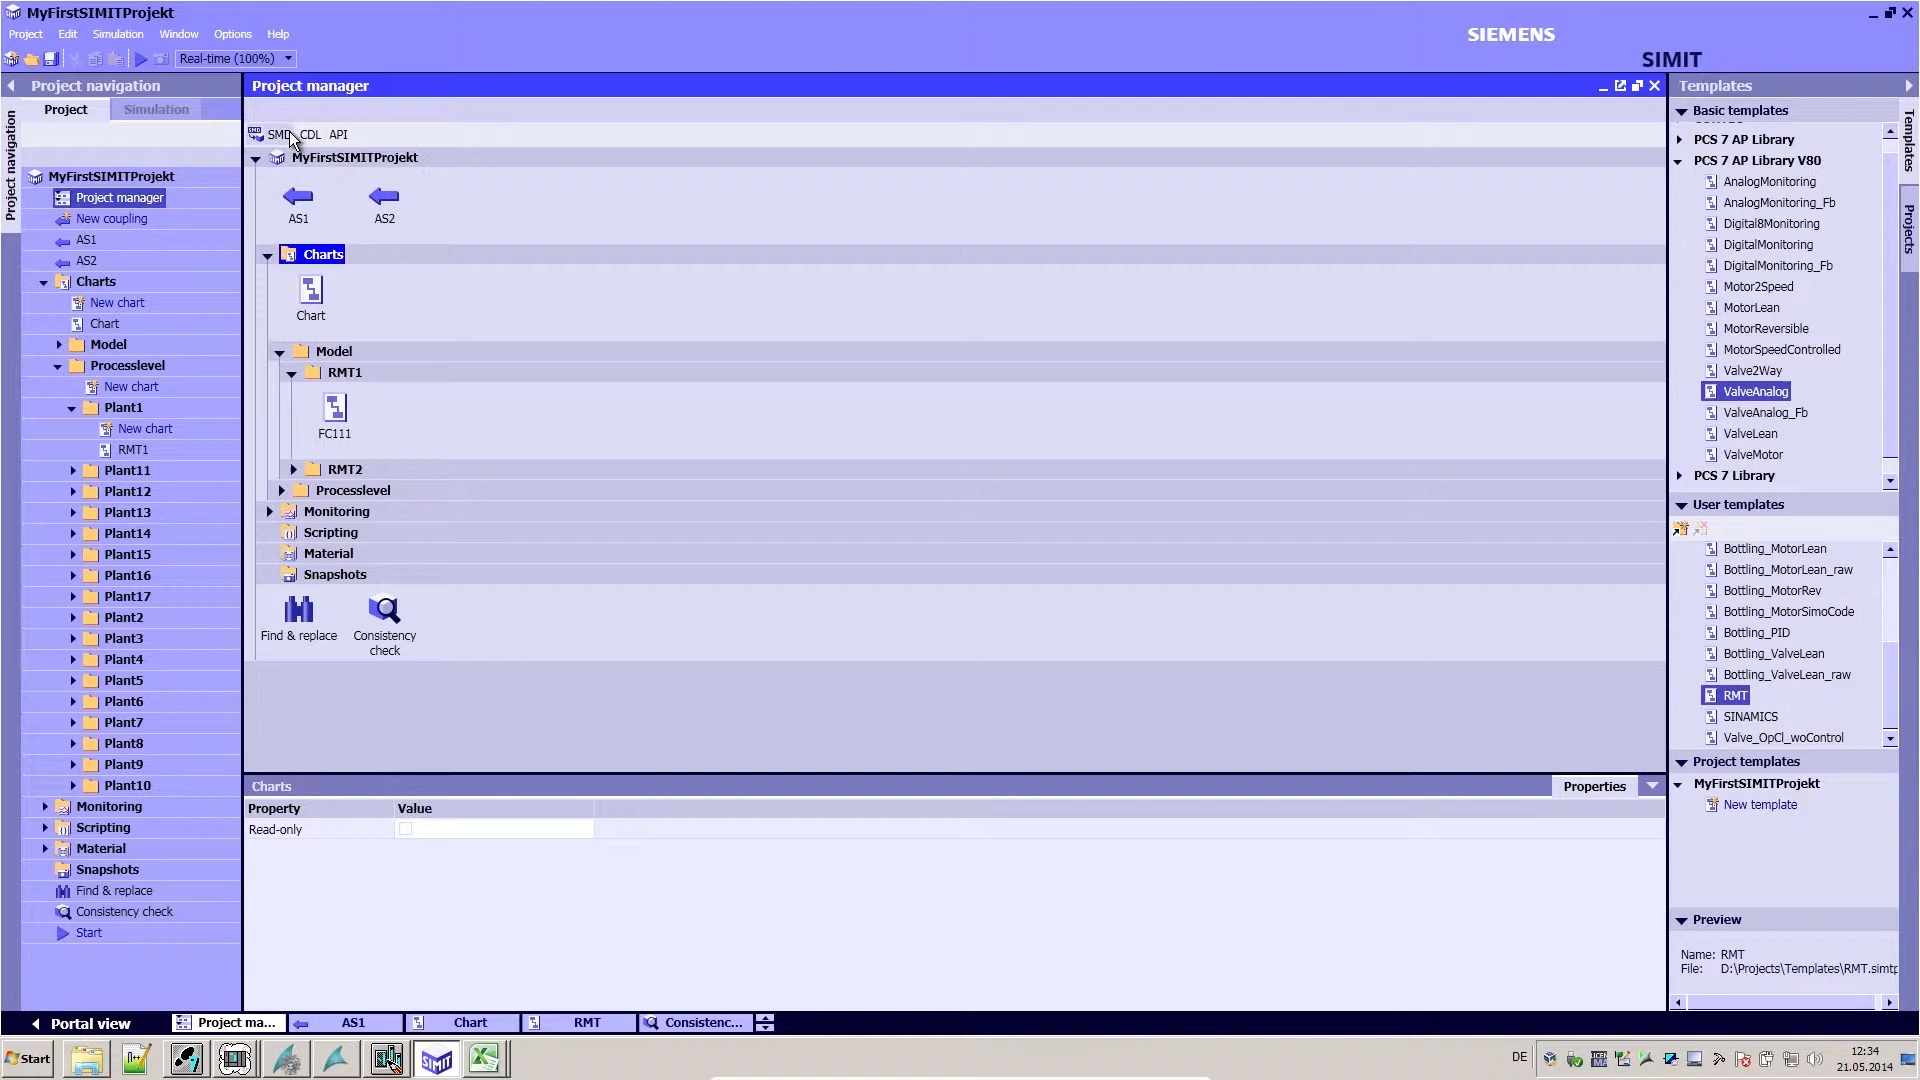 MyFirstSIMITProjekt
Project Edit Simulation Window Options Help
SIEMENS
Real-time (100%)
SIMIT
Project navigation
Project Simulation
Project navigation
MyFirstSIMITProjekt
Project manager
New coupling
AS1
AS2
Charts
New chart
Chart
Model
Processlevel
New chart
Plant1
New chart
RMT1
Plant11
Plant12
Plant13
Plant14
Plant15
Plant16
Plant17
Plant2
Plant3
Plant4
Plant5
Plant6
Plant7
Plant8
Plant9
Plant10
Monitoring
Scripting
Material
Snapshots
Find & replace
Consistency check
Start
Project manager
SMD CDL API
MyFirstSIMITProjekt
AS1 AS2
Charts
Chart
Model
RMT1
FC111
RMT2
Processlevel
Monitoring
Scripting
Material
Snapshots
Find & replace
Consistency
check
Charts
Properties
Property Value
Read-only
Templates
Basic templates
PCS 7 AP Library
PCS 7 AP Library V80
AnalogMonitoring
AnalogMonitoring_Fb
Digital8Monitoring
DigitalMonitoring
DigitalMonitoring_Fb
Motor2Speed
MotorLean
MotorReversible
MotorSpeedControlled
Valve2Way
ValveAnalog
ValveAnalog_Fb
ValveLean
ValveMotor
PCS 7 Library
User templates
Bottling_MotorLean
Bottling_MotorLean_raw
Bottling_MotorRev
Bottling_MotorSimoCode
Bottling_PID
Bottling_ValveLean
Bottling_ValveLean_raw
RMT
SINAMICS
Valve_OpCl_woControl
Project templates
MyFirstSIMITProjekt
New template
Preview
Name: RMT
File: D:\Projects\Templates\RMT.simtp
Templates
Projects
Portal view
Project ma...
AS1
Chart
RMT
Consistenc...
Start
SIMIT
DE
12:34
21.05.2014